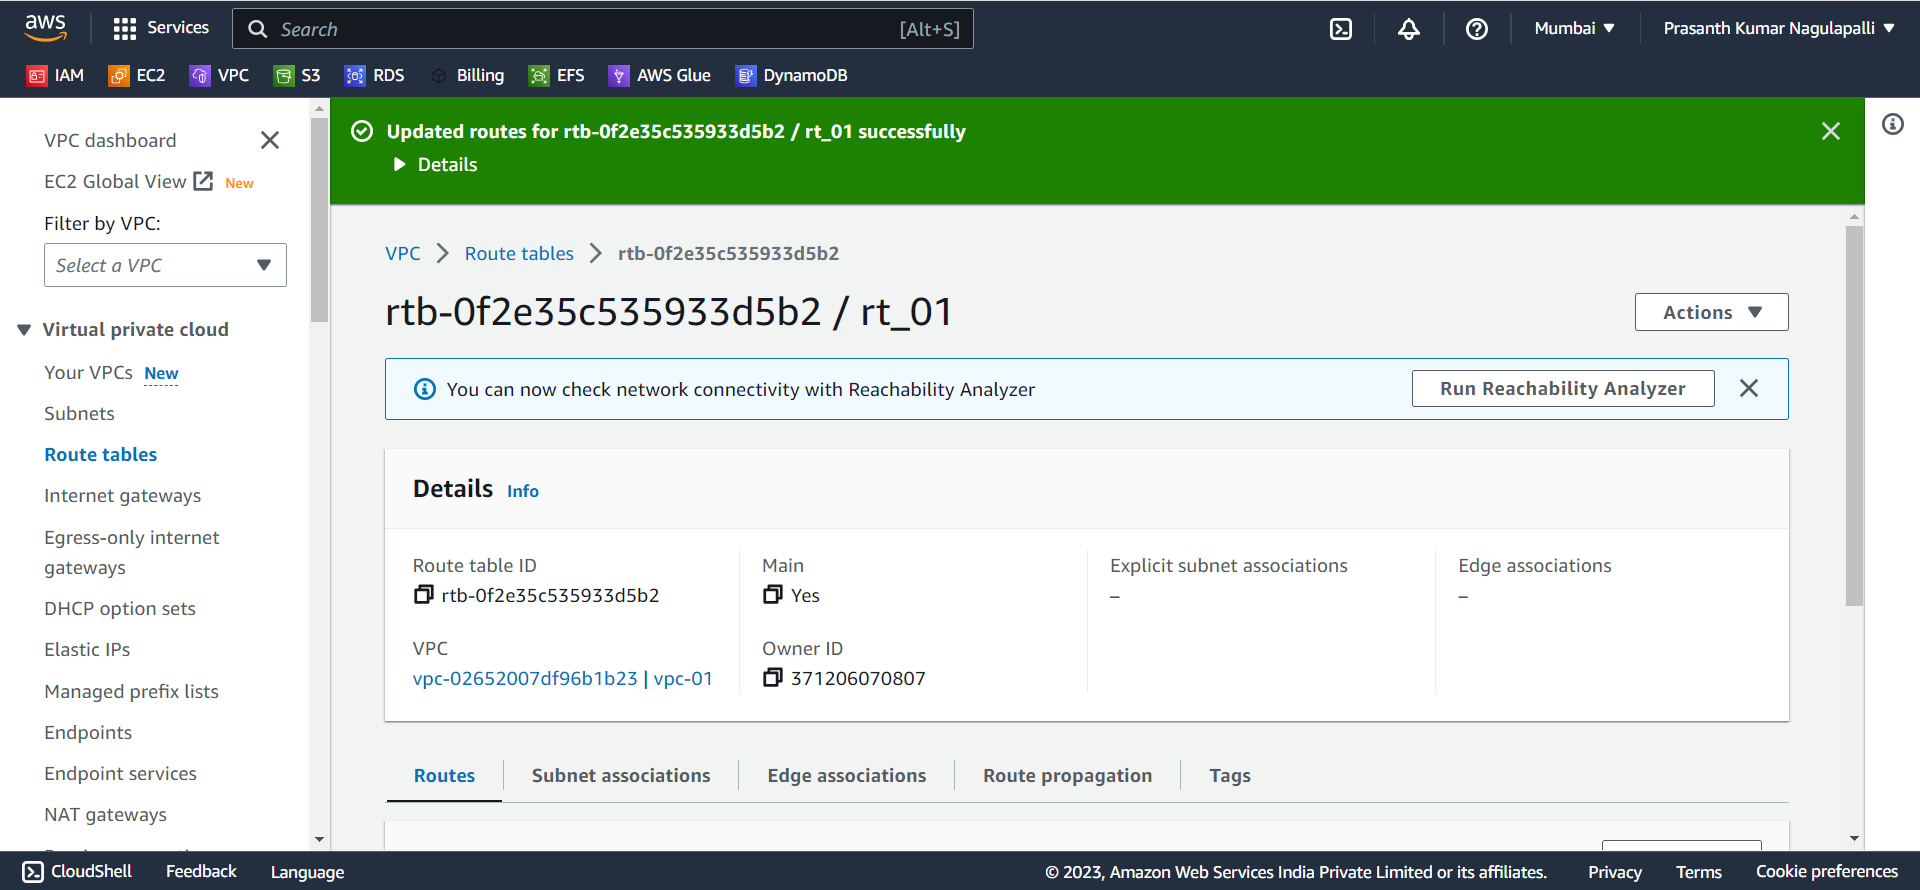 aws
Services
Search
[Alt+S]
Mumbai
Prasanth Kumar Nagulapalli
IAM
EC2
VPC
S3
RDS
Billing
EFS
AWS Glue
DynamoDB
VPC dashboard
EC2 Global View New
Filter by VPC:
Select a VPC
Virtual private cloud
Your VPCs New
Subnets
Route tables
Internet gateways
Egress-only internet
gateways
DHCP option sets
Elastic IPs
Managed prefix lists
Endpoints
Endpoint services
NAT gateways
Updated routes for rtb-0f2e35c535933d5b2 / rt_01 successfully
Details
VPC
Route tables
rtb-0f2e35c535933d5b2
rtb-0f2e35c535933d5b2 / rt_01
Actions
You can now check network connectivity with Reachability Analyzer
Run Reachability Analyzer
Details Info
Route table ID
rtb-0f2e35c535933d5b2
Main
Yes
Explicit subnet associations
–
Edge associations
–
VPC
vpc-02652007df96b1b23 | vpc-01
Owner ID
371206070807
Routes
Subnet associations
Edge associations
Route propagation
Tags
CloudShell
Feedback
Language
© 2023, Amazon Web Services India Private Limited or its affiliates.
Privacy
Terms
Cookie preferences